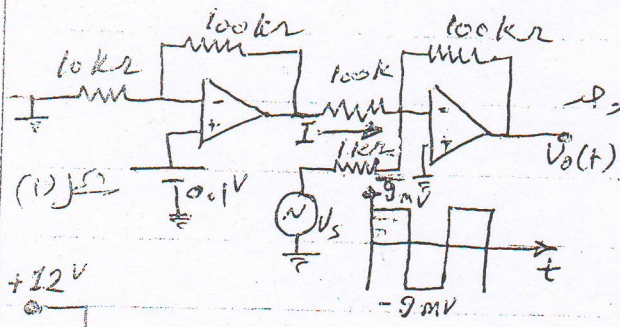 100kΩ
100kΩ
10kΩ
100k
-
+
-
+
I
1kΩ
Vo(t)
0.1V
Vs
9mV
t
-9mV
+12V